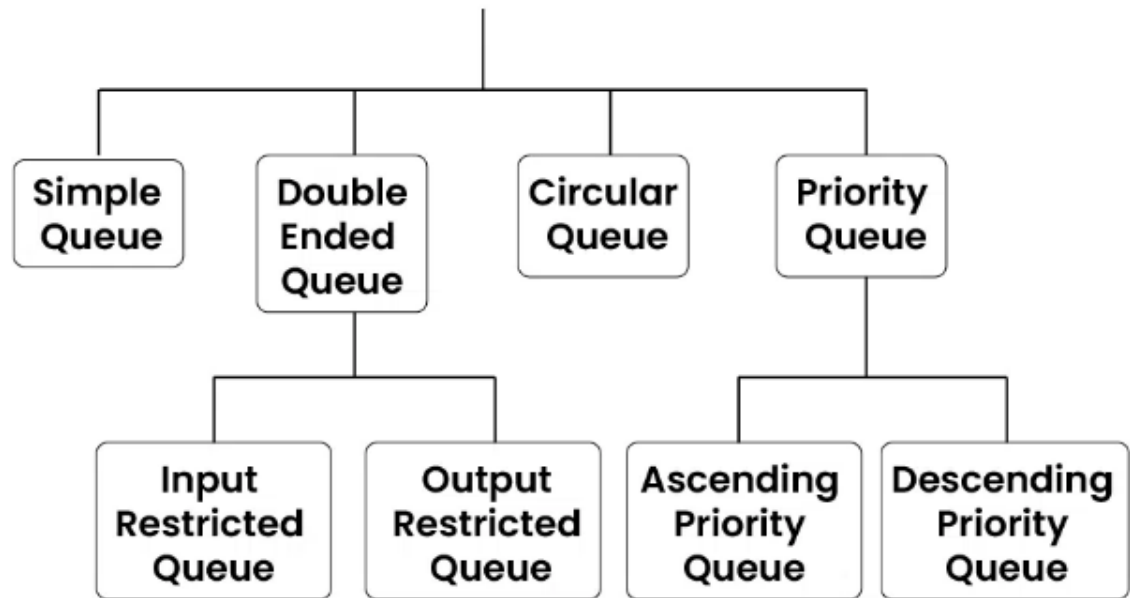 Simple
Queue
Double
Ended
Queue
Circular
Queue
Priority
Queue
Input
Restricted
Queue
Output
Restricted
Queue
Ascending
Priority
Queue
Descending
Priority
Queue